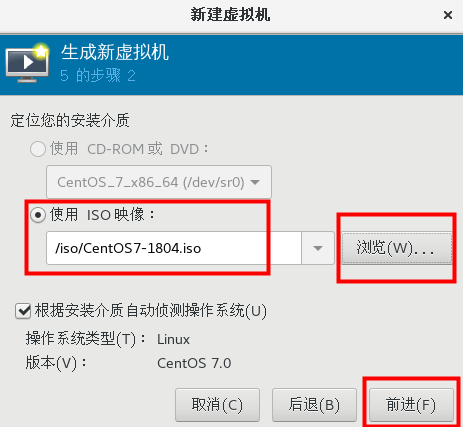 新建虚拟机
生成新虚拟机
5 的步骤 2
定位您的安装介质
使用 CD-ROM 或 DVD：
CentOS_7_x86_64 (/dev/sr0)
使用 ISO 映像：
/iso/CentOS7-1804.iso
浏览(W)...
根据安装介质自动侦测操作系统(U)
操作系统类型(T)： Linux
版本(V)： CentOS 7.0
取消(C) 后退(B) 前进(F)